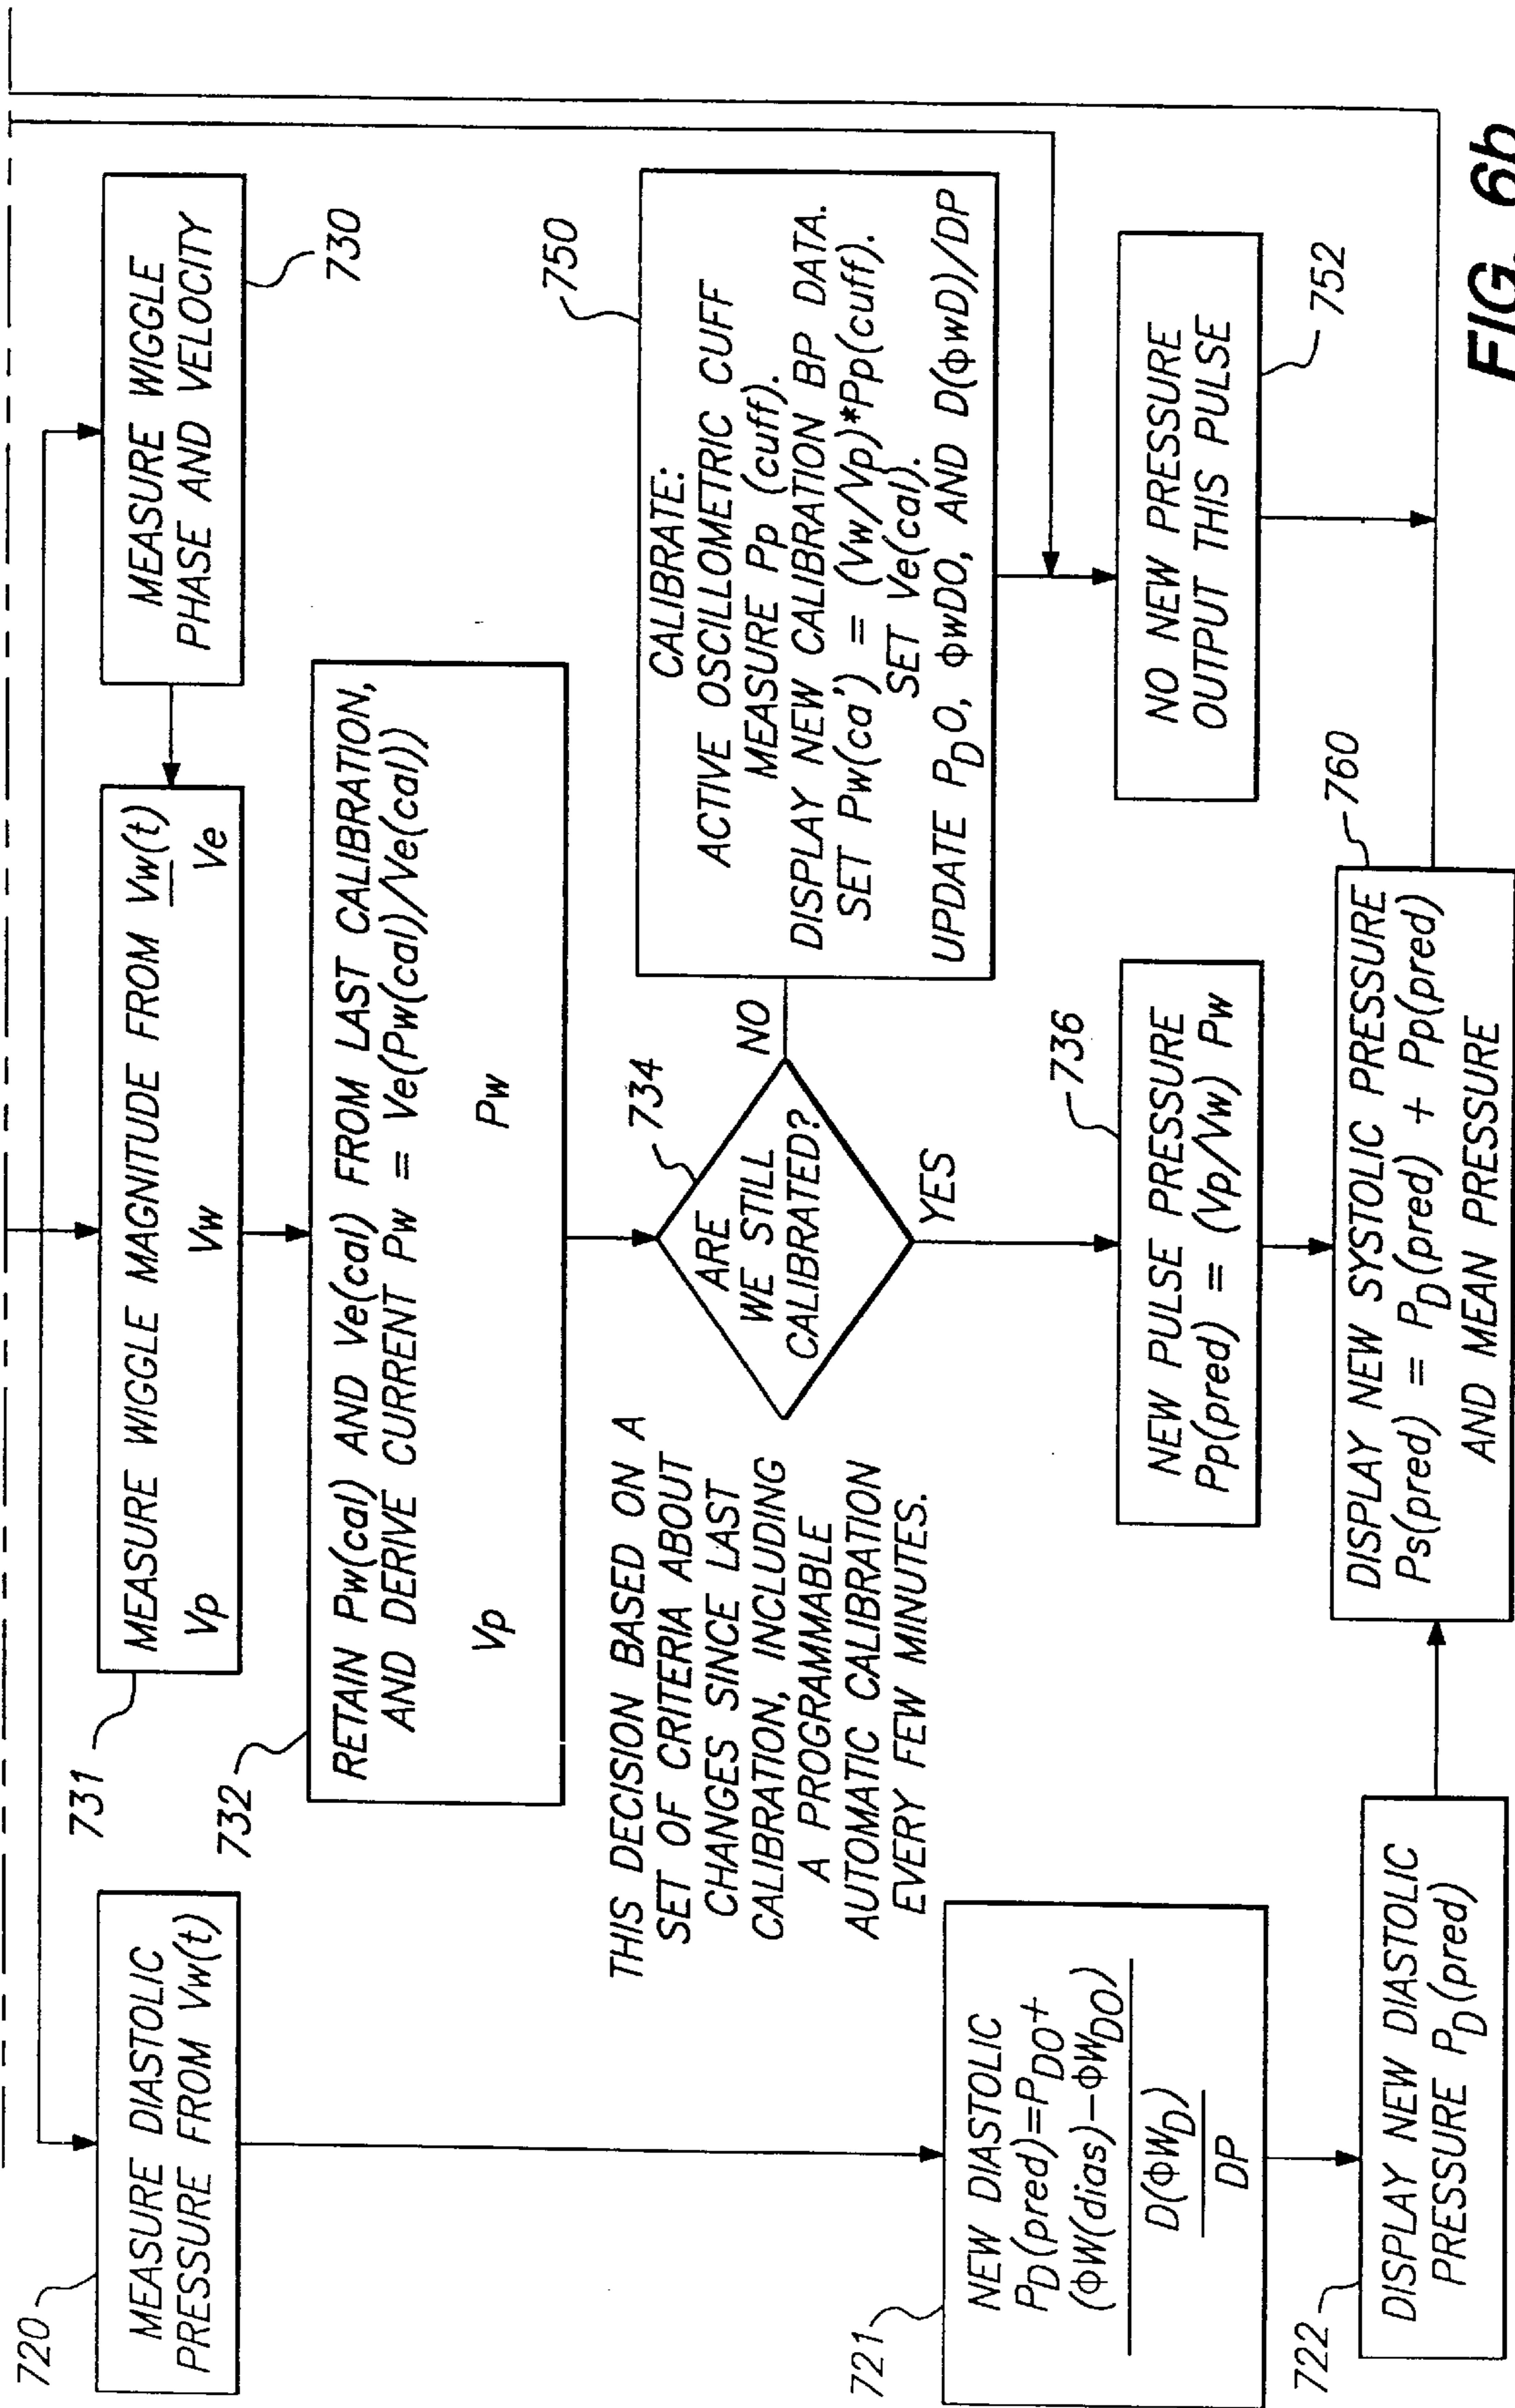 720
MEASURE DIASTOLIC
PRESSURE FROM Vw(t)
731
MEASURE WIGGLE MAGNITUDE FROM Vw(t)
Vp Vw Ve
MEASURE WIGGLE
PHASE AND VELOCITY
730
732
RETAIN Pw(cal) AND Ve(cal) FROM LAST CALIBRATION,
AND DERIVE CURRENT Pw = Ve(Pw(cal)/Ve(cal))
Vp Pw
THIS DECISION BASED ON A
SET OF CRITERIA ABOUT
CHANGES SINCE LAST
CALIBRATION, INCLUDING
A PROGRAMMABLE
AUTOMATIC CALIBRATION
EVERY FEW MINUTES.
734
ARE
WE STILL
CALIBRATED?
NO
YES
750
CALIBRATE:
ACTIVE OSCILLOMETRIC CUFF
MEASURE Pp (cuff).
DISPLAY NEW CALIBRATION BP DATA.
SET Pw(ca') = (Vw/Vp)*Pp(cuff).
SET Ve(cal).
UPDATE PDO, ϕwDO, AND D(ϕwD)/DP
721
NEW DIASTOLIC
PD(pred)=PDO+
(ϕW(dias)−ϕWDO)
D(ϕWD)
DP
736
NEW PULSE PRESSURE
Pp(pred) = (Vp/Vw) Pw
NO NEW PRESSURE
OUTPUT THIS PULSE
752
722
DISPLAY NEW DIASTOLIC
PRESSURE PD(pred)
760
DISPLAY NEW SYSTOLIC PRESSURE
Ps(pred) = PD(pred) + Pp(pred)
AND MEAN PRESSURE
FIG. 6b